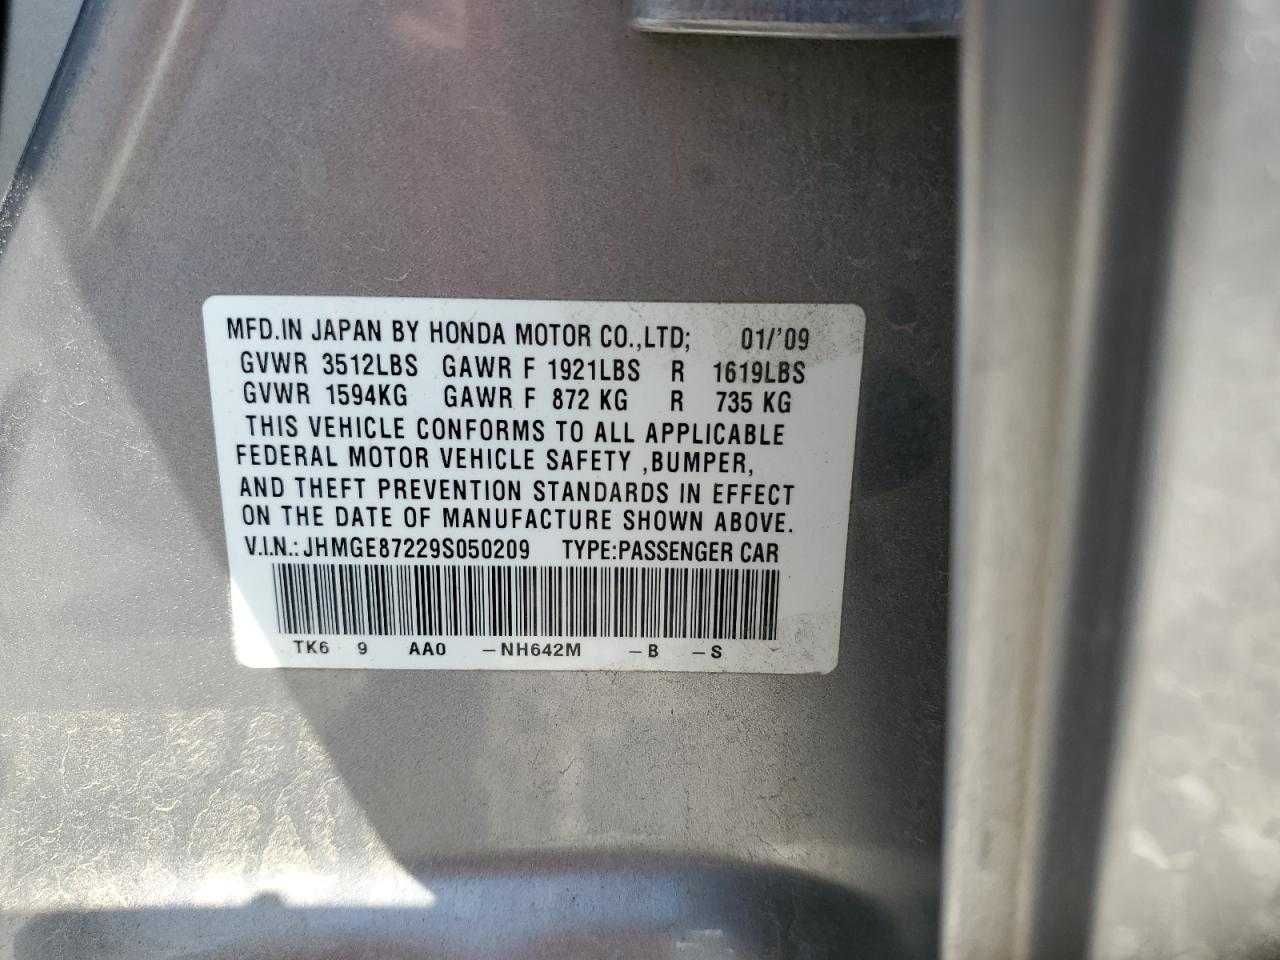 MFD.IN JAPAN BY HONDA MOTOR CO.,LTD; 01/'09
GVWR 3512LBS GAWR F 1921LBS R 1619LBS
GVWR 1594KG GAWR F 872 KG R 735 KG
THIS VEHICLE CONFORMS TO ALL APPLICABLE
FEDERAL MOTOR VEHICLE SAFETY ,BUMPER,
AND THEFT PREVENTION STANDARDS IN EFFECT
ON THE DATE OF MANUFACTURE SHOWN ABOVE.
V.I.N.: JHMGE87229S050209 TYPE:PASSENGER CAR
TK6 9 AA0 –NH642M –B –S